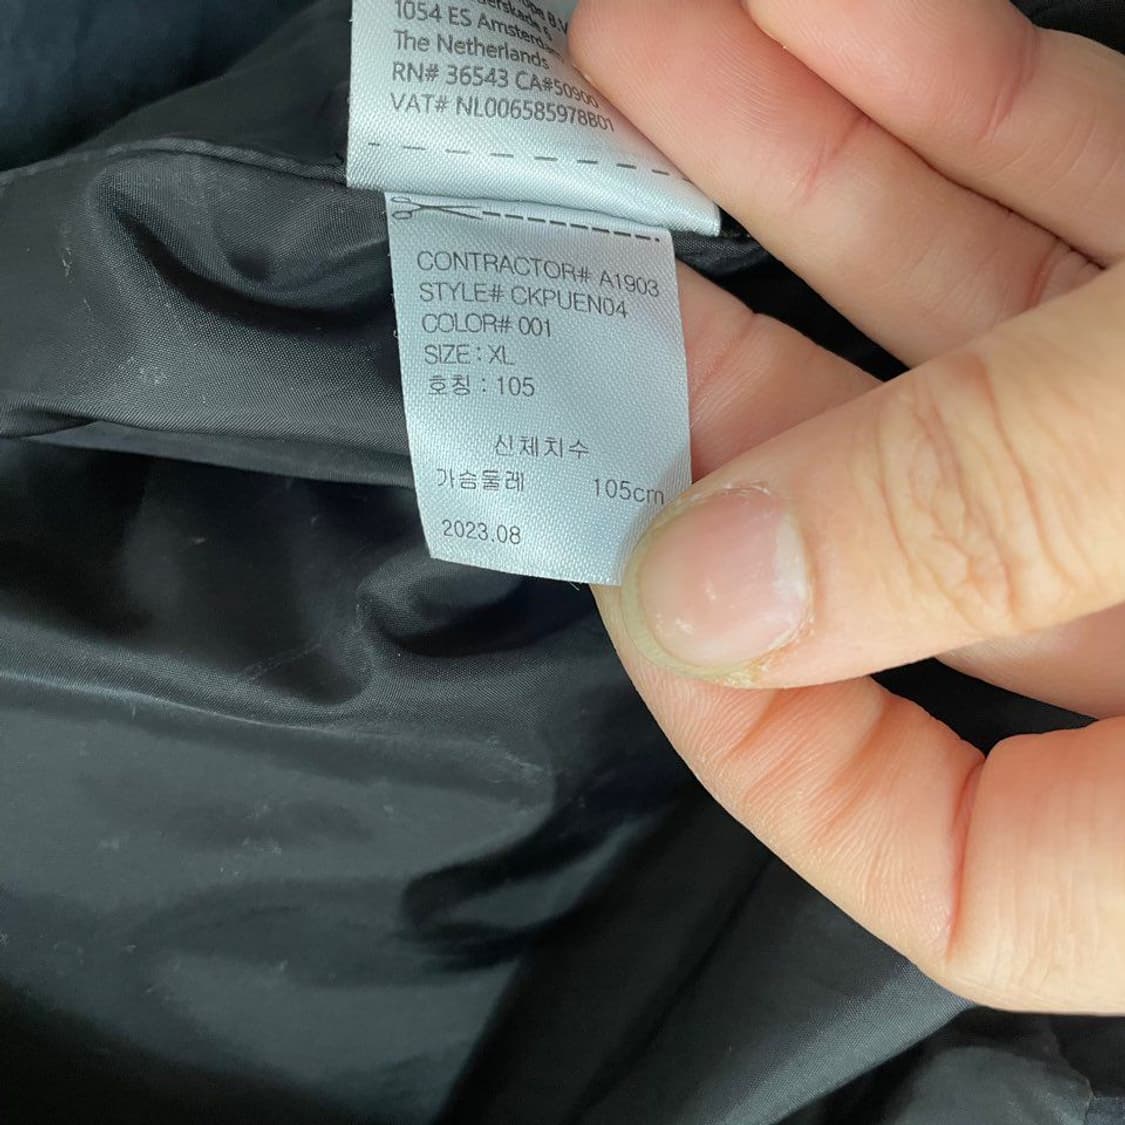 1054 ES Amsterdam
The Netherlands
RN# 36543 CA#50900
VAT# NL006585978B01
CONTRACTOR# A1903
STYLE# CKPUEN04
COLOR# 001
SIZE : XL
호칭 : 105
신체치수
가슴둘레 105cm
2023.08